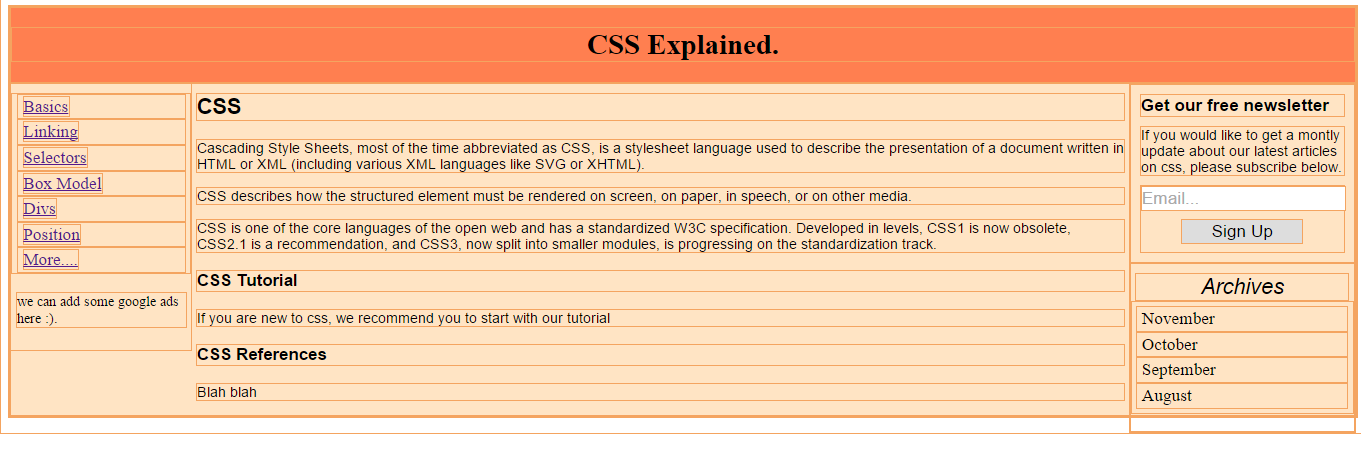 CSS Explained.
Basics
Linking
Selectors
Box Model
Divs
Position
More....
we can add some google ads
here :).
CSS
Cascading Style Sheets, most of the time abbreviated as CSS, is a stylesheet language used to describe the presentation of a document written in
HTML or XML (including various XML languages like SVG or XHTML).
CSS describes how the structured element must be rendered on screen, on paper, in speech, or on other media.
CSS is one of the core languages of the open web and has a standardized W3C specification. Developed in levels, CSS1 is now obsolete,
CSS2.1 is a recommendation, and CSS3, now split into smaller modules, is progressing on the standardization track.
CSS Tutorial
If you are new to css, we recommend you to start with our tutorial
CSS References
Blah blah
Get our free newsletter
If you would like to get a montly
update about our latest articles
on css, please subscribe below.
Email...
Sign Up
Archives
November
October
September
August